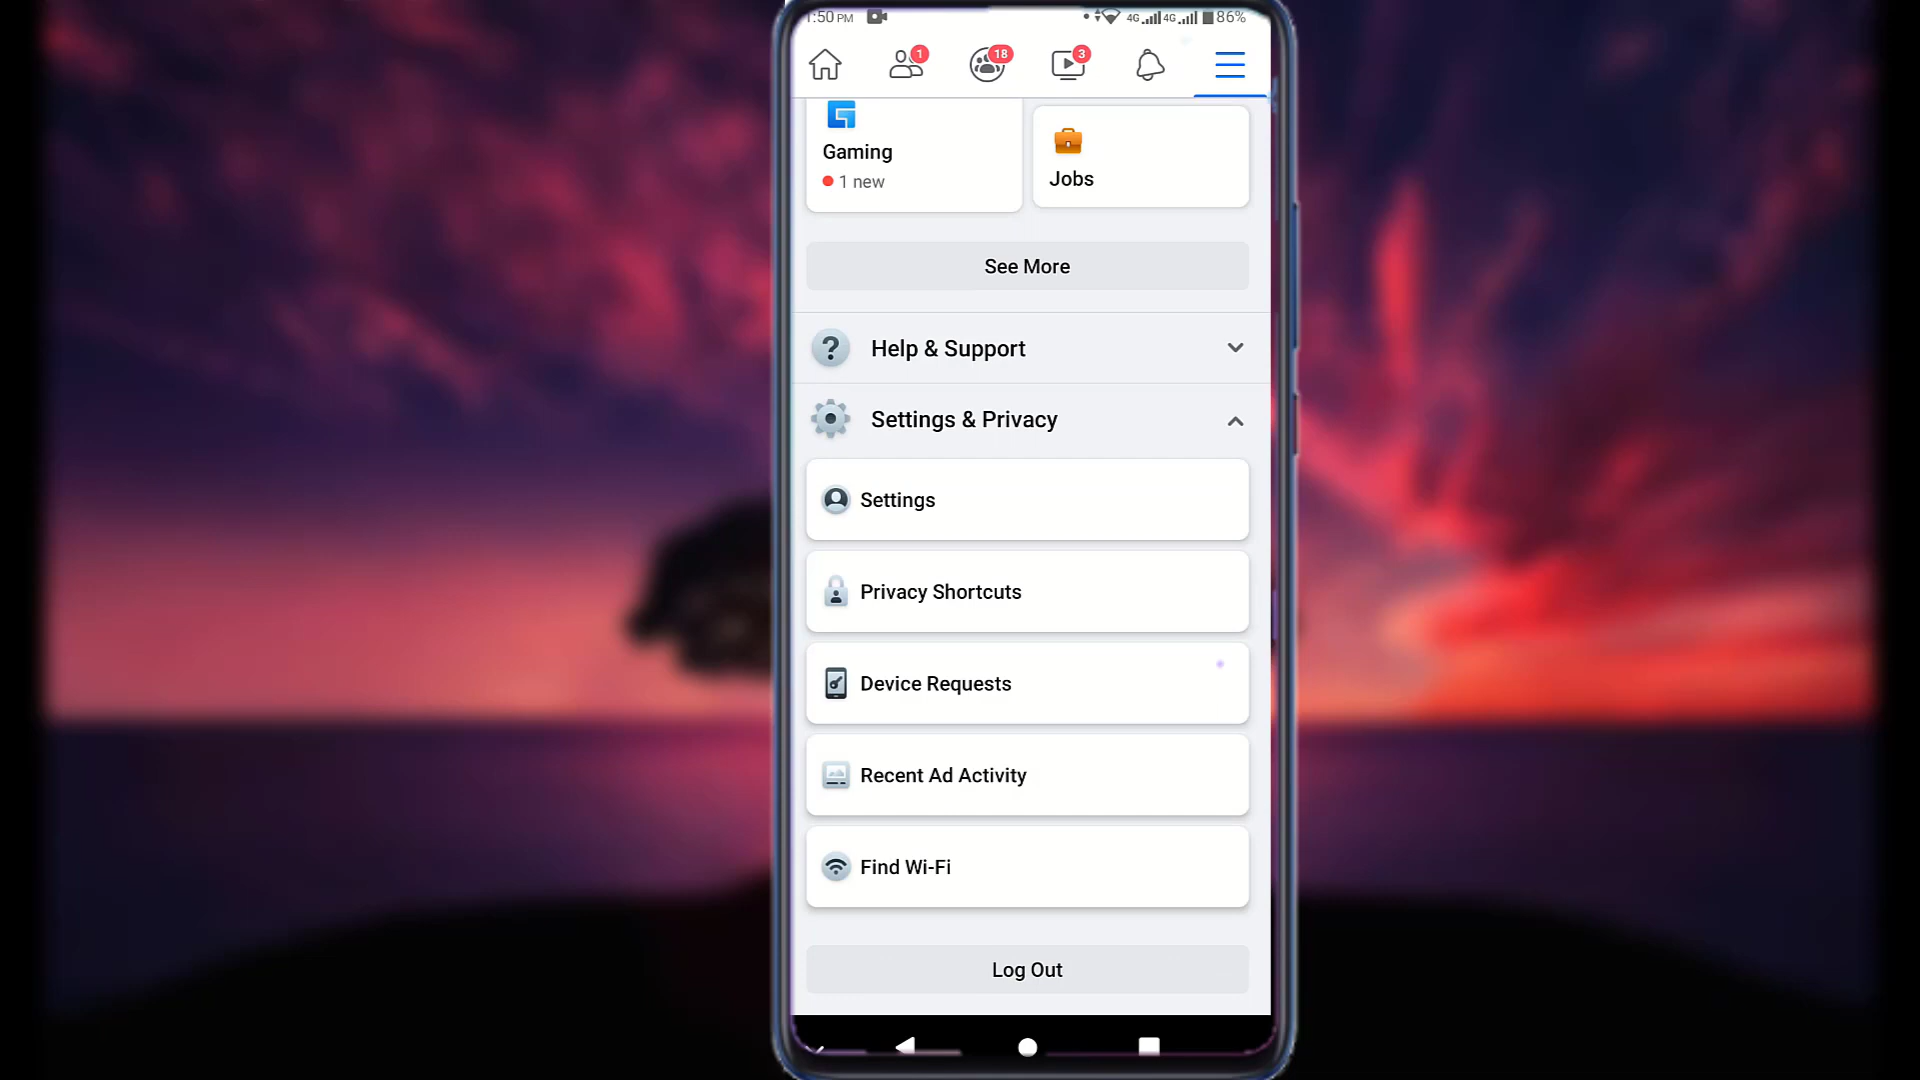 :50 PM 4G 4G 86%
1 18 3
Gaming
1 new
Jobs
See More
Help & Support
Settings & Privacy
Settings
Privacy Shortcuts
Device Requests
Recent Ad Activity
Find Wi-Fi
Log Out